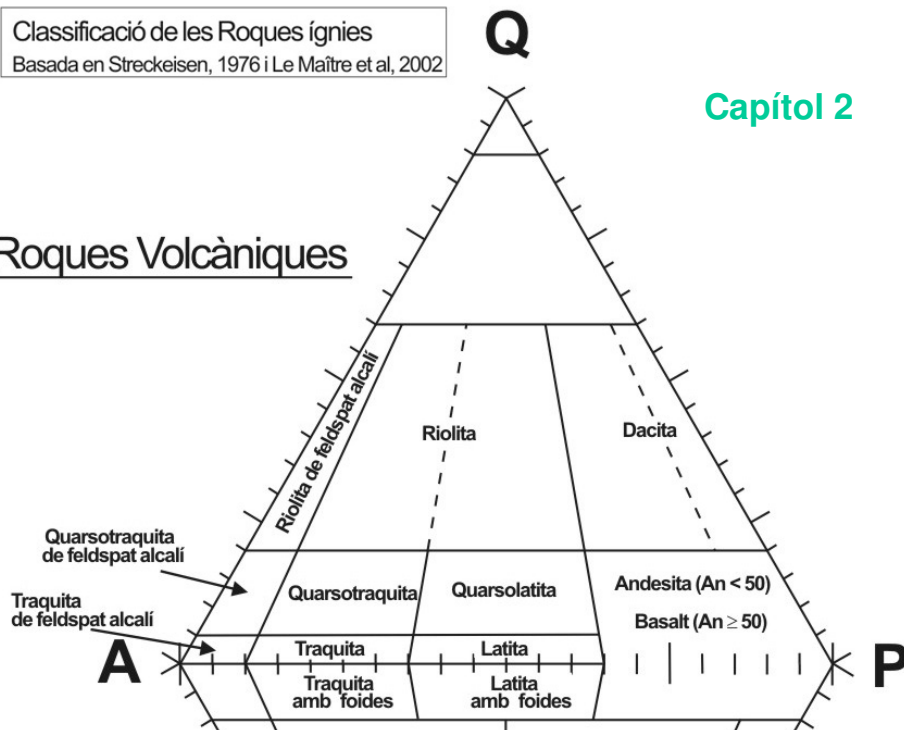 Classificació de les Roques ígnies
Basada en Streckeisen, 1976 i Le Maître et al, 2002
Q
Capítol 2
Roques Volcàniques
Riolita de feldspat alcalí
Riolita
Dacita
Quarsotraquita
de feldspat alcalí
Quarsotraquita
Quarsolatita
Andesita (An < 50)
Basalt (An ≥ 50)
Traquita
de feldspat alcalí
Traquita
Latita
A
P
Traquita
amb foides
Latita
amb foides